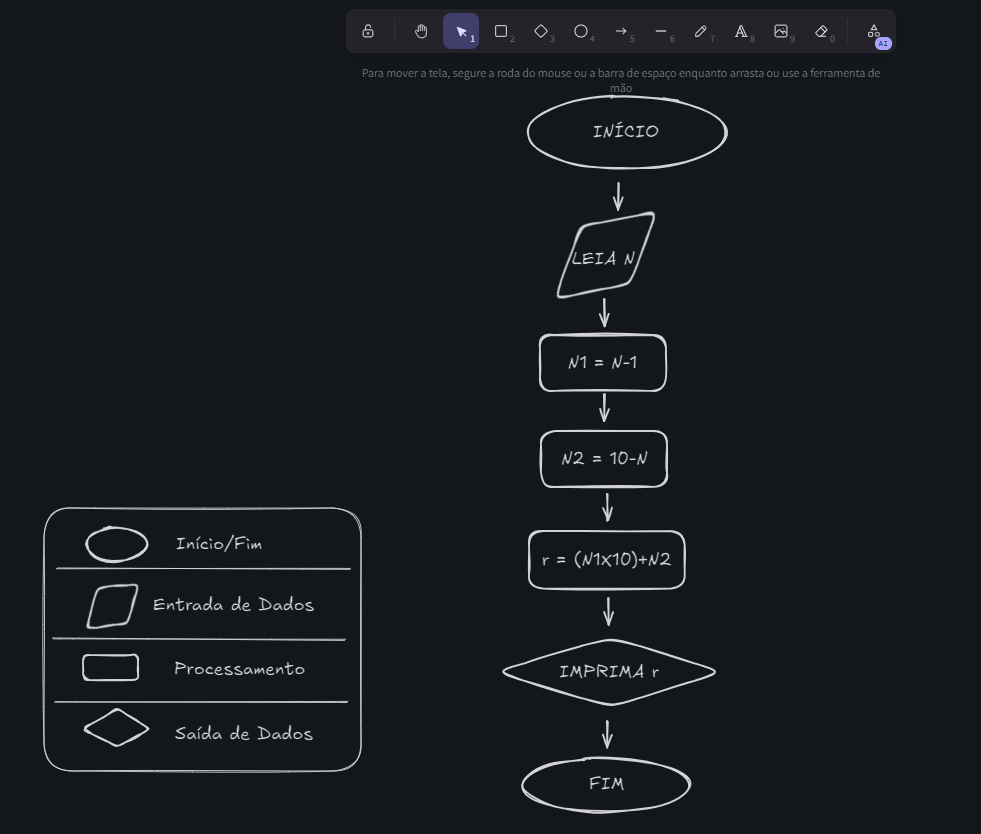 1
2
3
4
5
6
7
8
9
0
AI
Para mover a tela, segure a roda do mouse ou a barra de espaço enquanto arrasta ou use a ferramenta de
mão
INÍCIO
LEIA N
N1 = N-1
N2 = 10-N
r = (N1x10)+N2
IMPRIMA r
FIM
Início/Fim
Entrada de Dados
Processamento
Saída de Dados